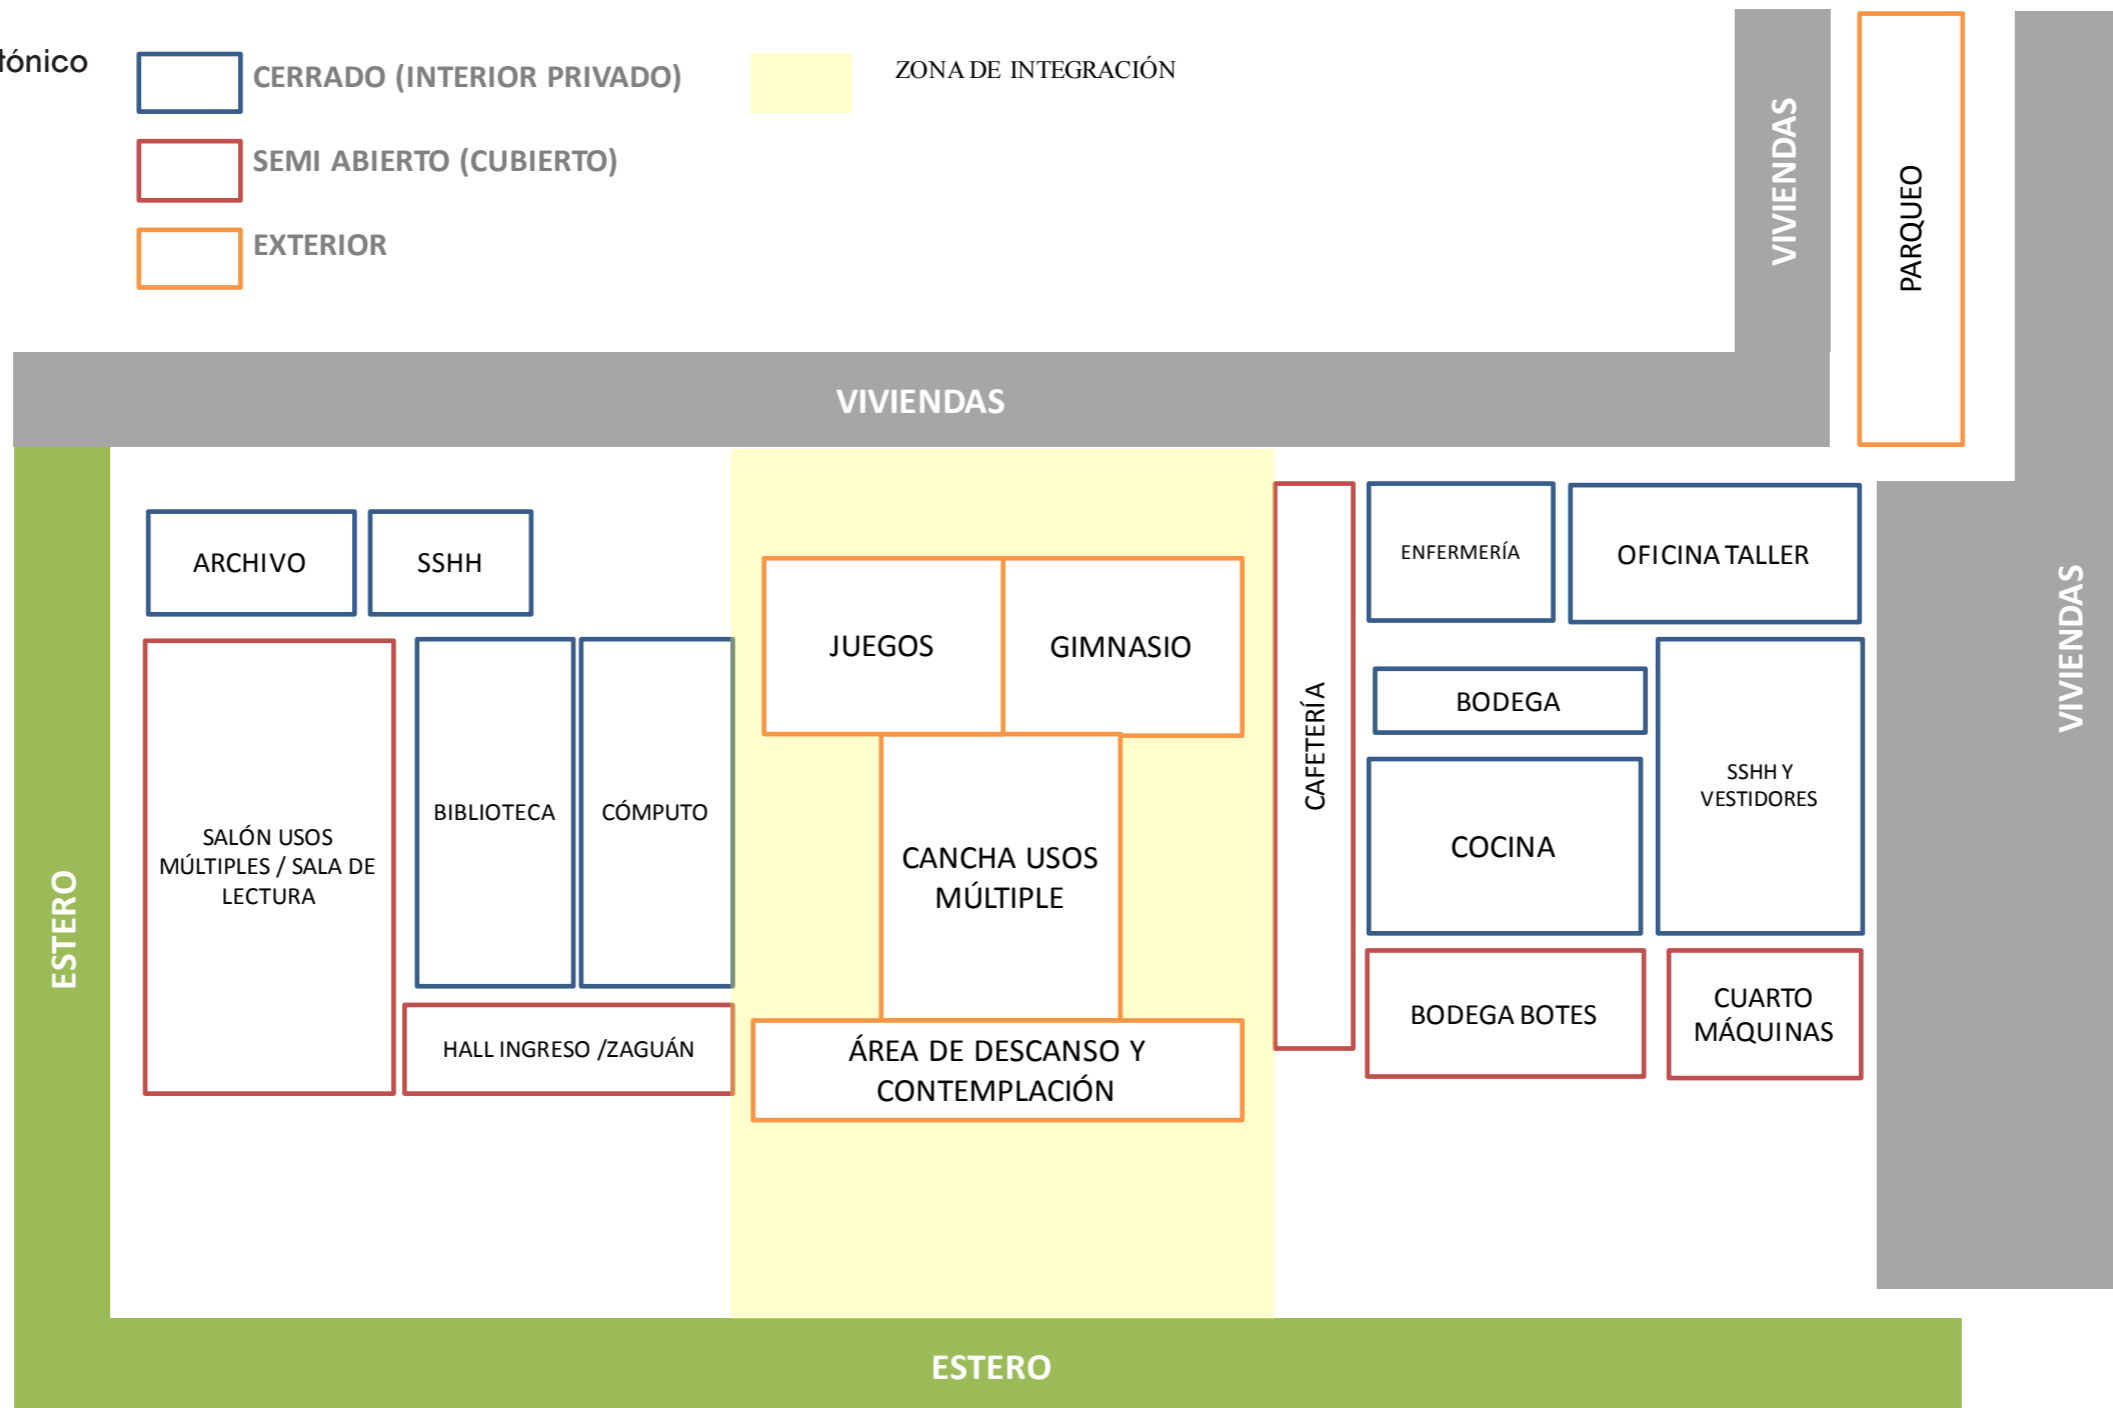 tónico
CERRADO (INTERIOR PRIVADO)
ZONA DE INTEGRACIÓN
SEMI ABIERTO (CUBIERTO)
EXTERIOR
VIVIENDAS
PARQUEO
VIVIENDAS
VIVIENDAS
ESTERO
ARCHIVO
SSHH
SALÓN USOS
MÚLTIPLES / SALA DE
LECTURA
BIBLIOTECA
CÓMPUTO
HALL INGRESO /ZAGUÁN
JUEGOS
GIMNASIO
CANCHA USOS
MÚLTIPLE
ÁREA DE DESCANSO Y
CONTEMPLACIÓN
CAFETERÍA
ENFERMERÍA
OFICINA TALLER
BODEGA
SSHH Y
VESTIDORES
COCINA
BODEGA BOTES
CUARTO
MÁQUINAS
ESTERO